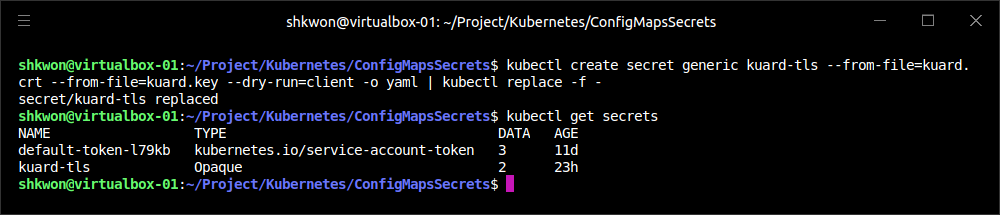 shkwon@virtualbox-01: ~/Project/Kubernetes/ConfigMapsSecrets
shkwon@virtualbox-01:~/Project/Kubernetes/ConfigMapsSecrets$ kubectl create secret generic kuard-tls --from-file=kuard.
crt --from-file=kuard.key --dry-run=client -o yaml | kubectl replace -f -
secret/kuard-tls replaced
shkwon@virtualbox-01:~/Project/Kubernetes/ConfigMapsSecrets$ kubectl get secrets
NAME                  TYPE                                  DATA   AGE
default-token-l79kb   kubernetes.io/service-account-token   3      11d
kuard-tls             Opaque                                2      23h
shkwon@virtualbox-01:~/Project/Kubernetes/ConfigMapsSecrets$